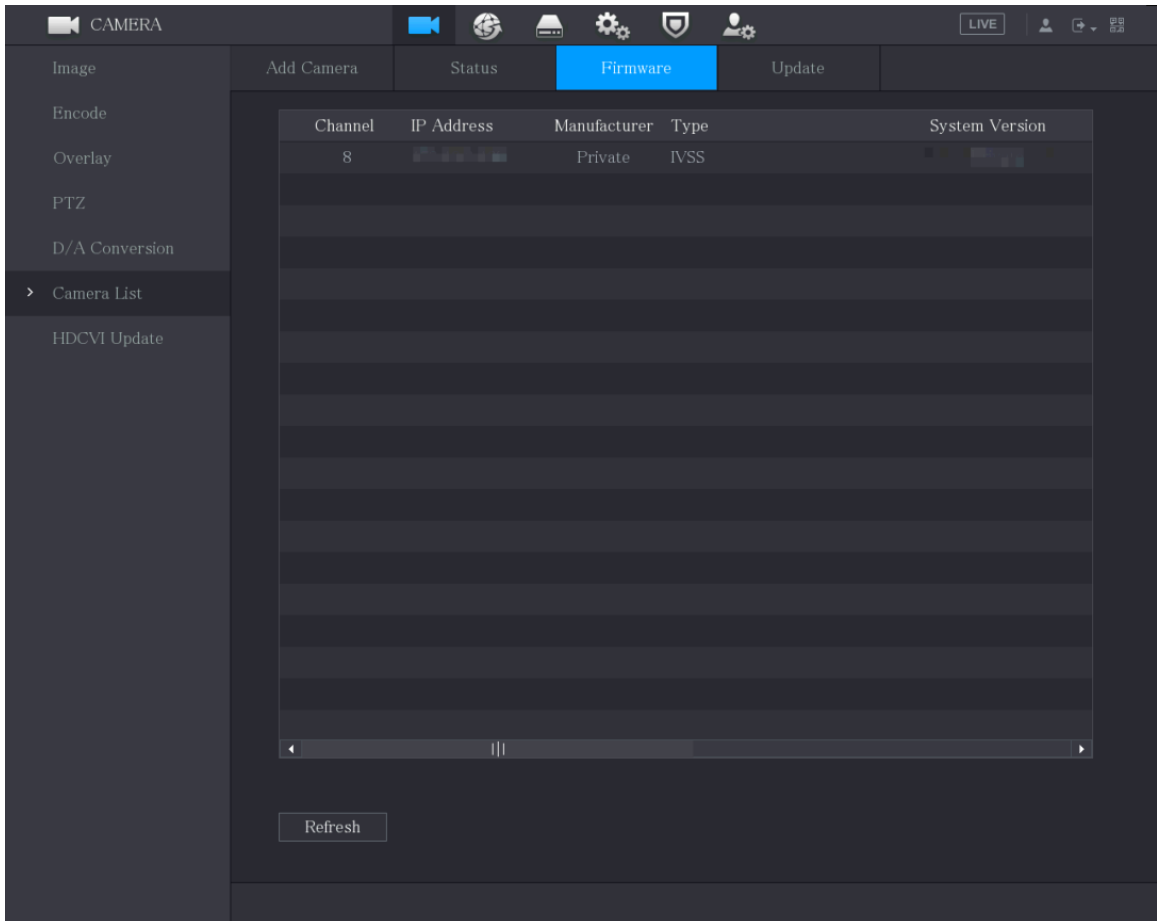 CAMERA
LIVE
Image
Encode
Overlay
PTZ
D/A Conversion
Camera List
HDCVI Update
Add Camera Status Firmware Update
Channel IP Address Manufacturer Type System Version
8 Private IVSS
Refresh